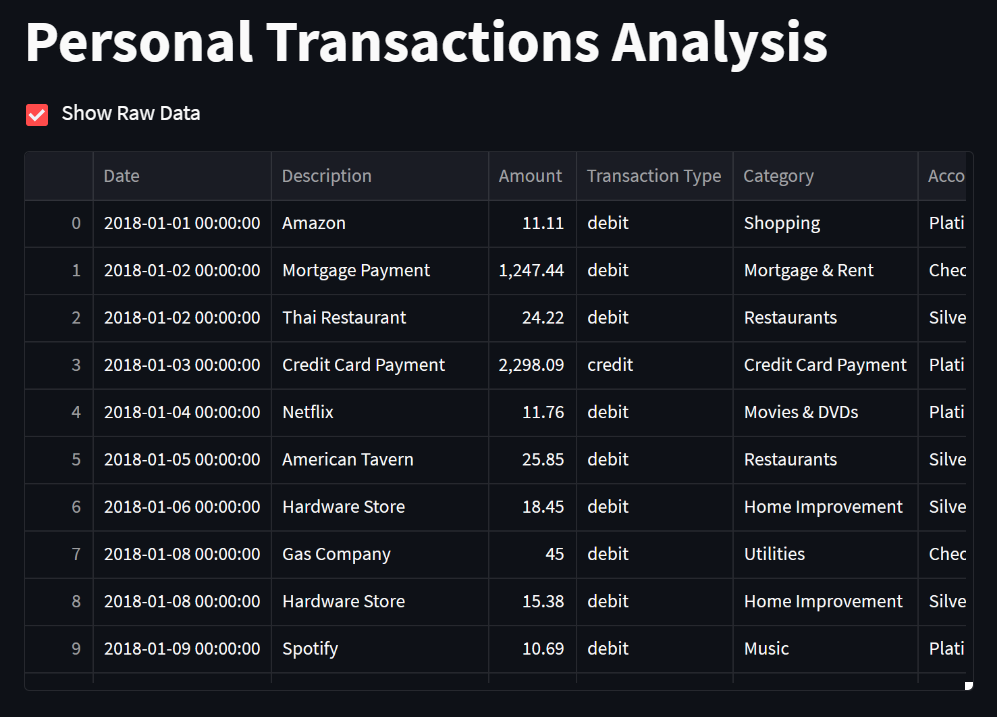 Personal Transactions Analysis
Show Raw Data
Date Description Amount Transaction Type Category Acco
0 2018-01-01 00:00:00 Amazon 11.11 debit Shopping Plati
1 2018-01-02 00:00:00 Mortgage Payment 1,247.44 debit Mortgage & Rent Chec
2 2018-01-02 00:00:00 Thai Restaurant 24.22 debit Restaurants Silve
3 2018-01-03 00:00:00 Credit Card Payment 2,298.09 credit Credit Card Payment Plati
4 2018-01-04 00:00:00 Netflix 11.76 debit Movies & DVDs Plati
5 2018-01-05 00:00:00 American Tavern 25.85 debit Restaurants Silve
6 2018-01-06 00:00:00 Hardware Store 18.45 debit Home Improvement Silve
7 2018-01-08 00:00:00 Gas Company 45 debit Utilities Chec
8 2018-01-08 00:00:00 Hardware Store 15.38 debit Home Improvement Silve
9 2018-01-09 00:00:00 Spotify 10.69 debit Music Plati